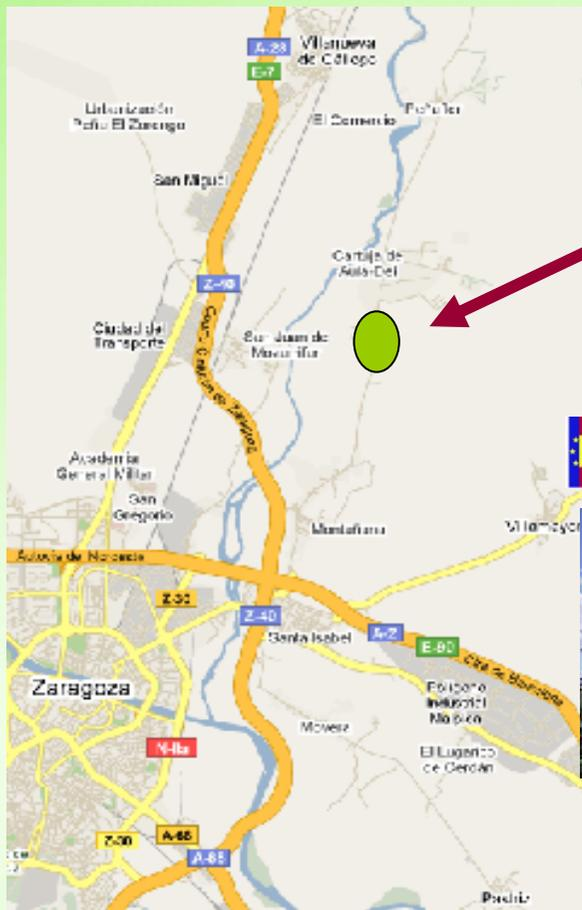 A-23
Villanueva
de Gállego
E-7
Urbanización
Peña El Zorongo
El Comercio
Peñaflor
San Miguel
Cartuja de
Aula-Dei
Z-40
Ciudad del
Transporte
San Juan de
Mozarrifar
Academia
General Militar
San
Gregorio
Montañana
Villamayor
Autovía del Noroeste
Z-30
Z-40
Santa Isabel
A-2
E-90
Zaragoza
Polígono
Industrial
Malpica
Movera
N-IIa
El Lugarico
de Cerdán
Z-30
A-68
A-68
Pastriz